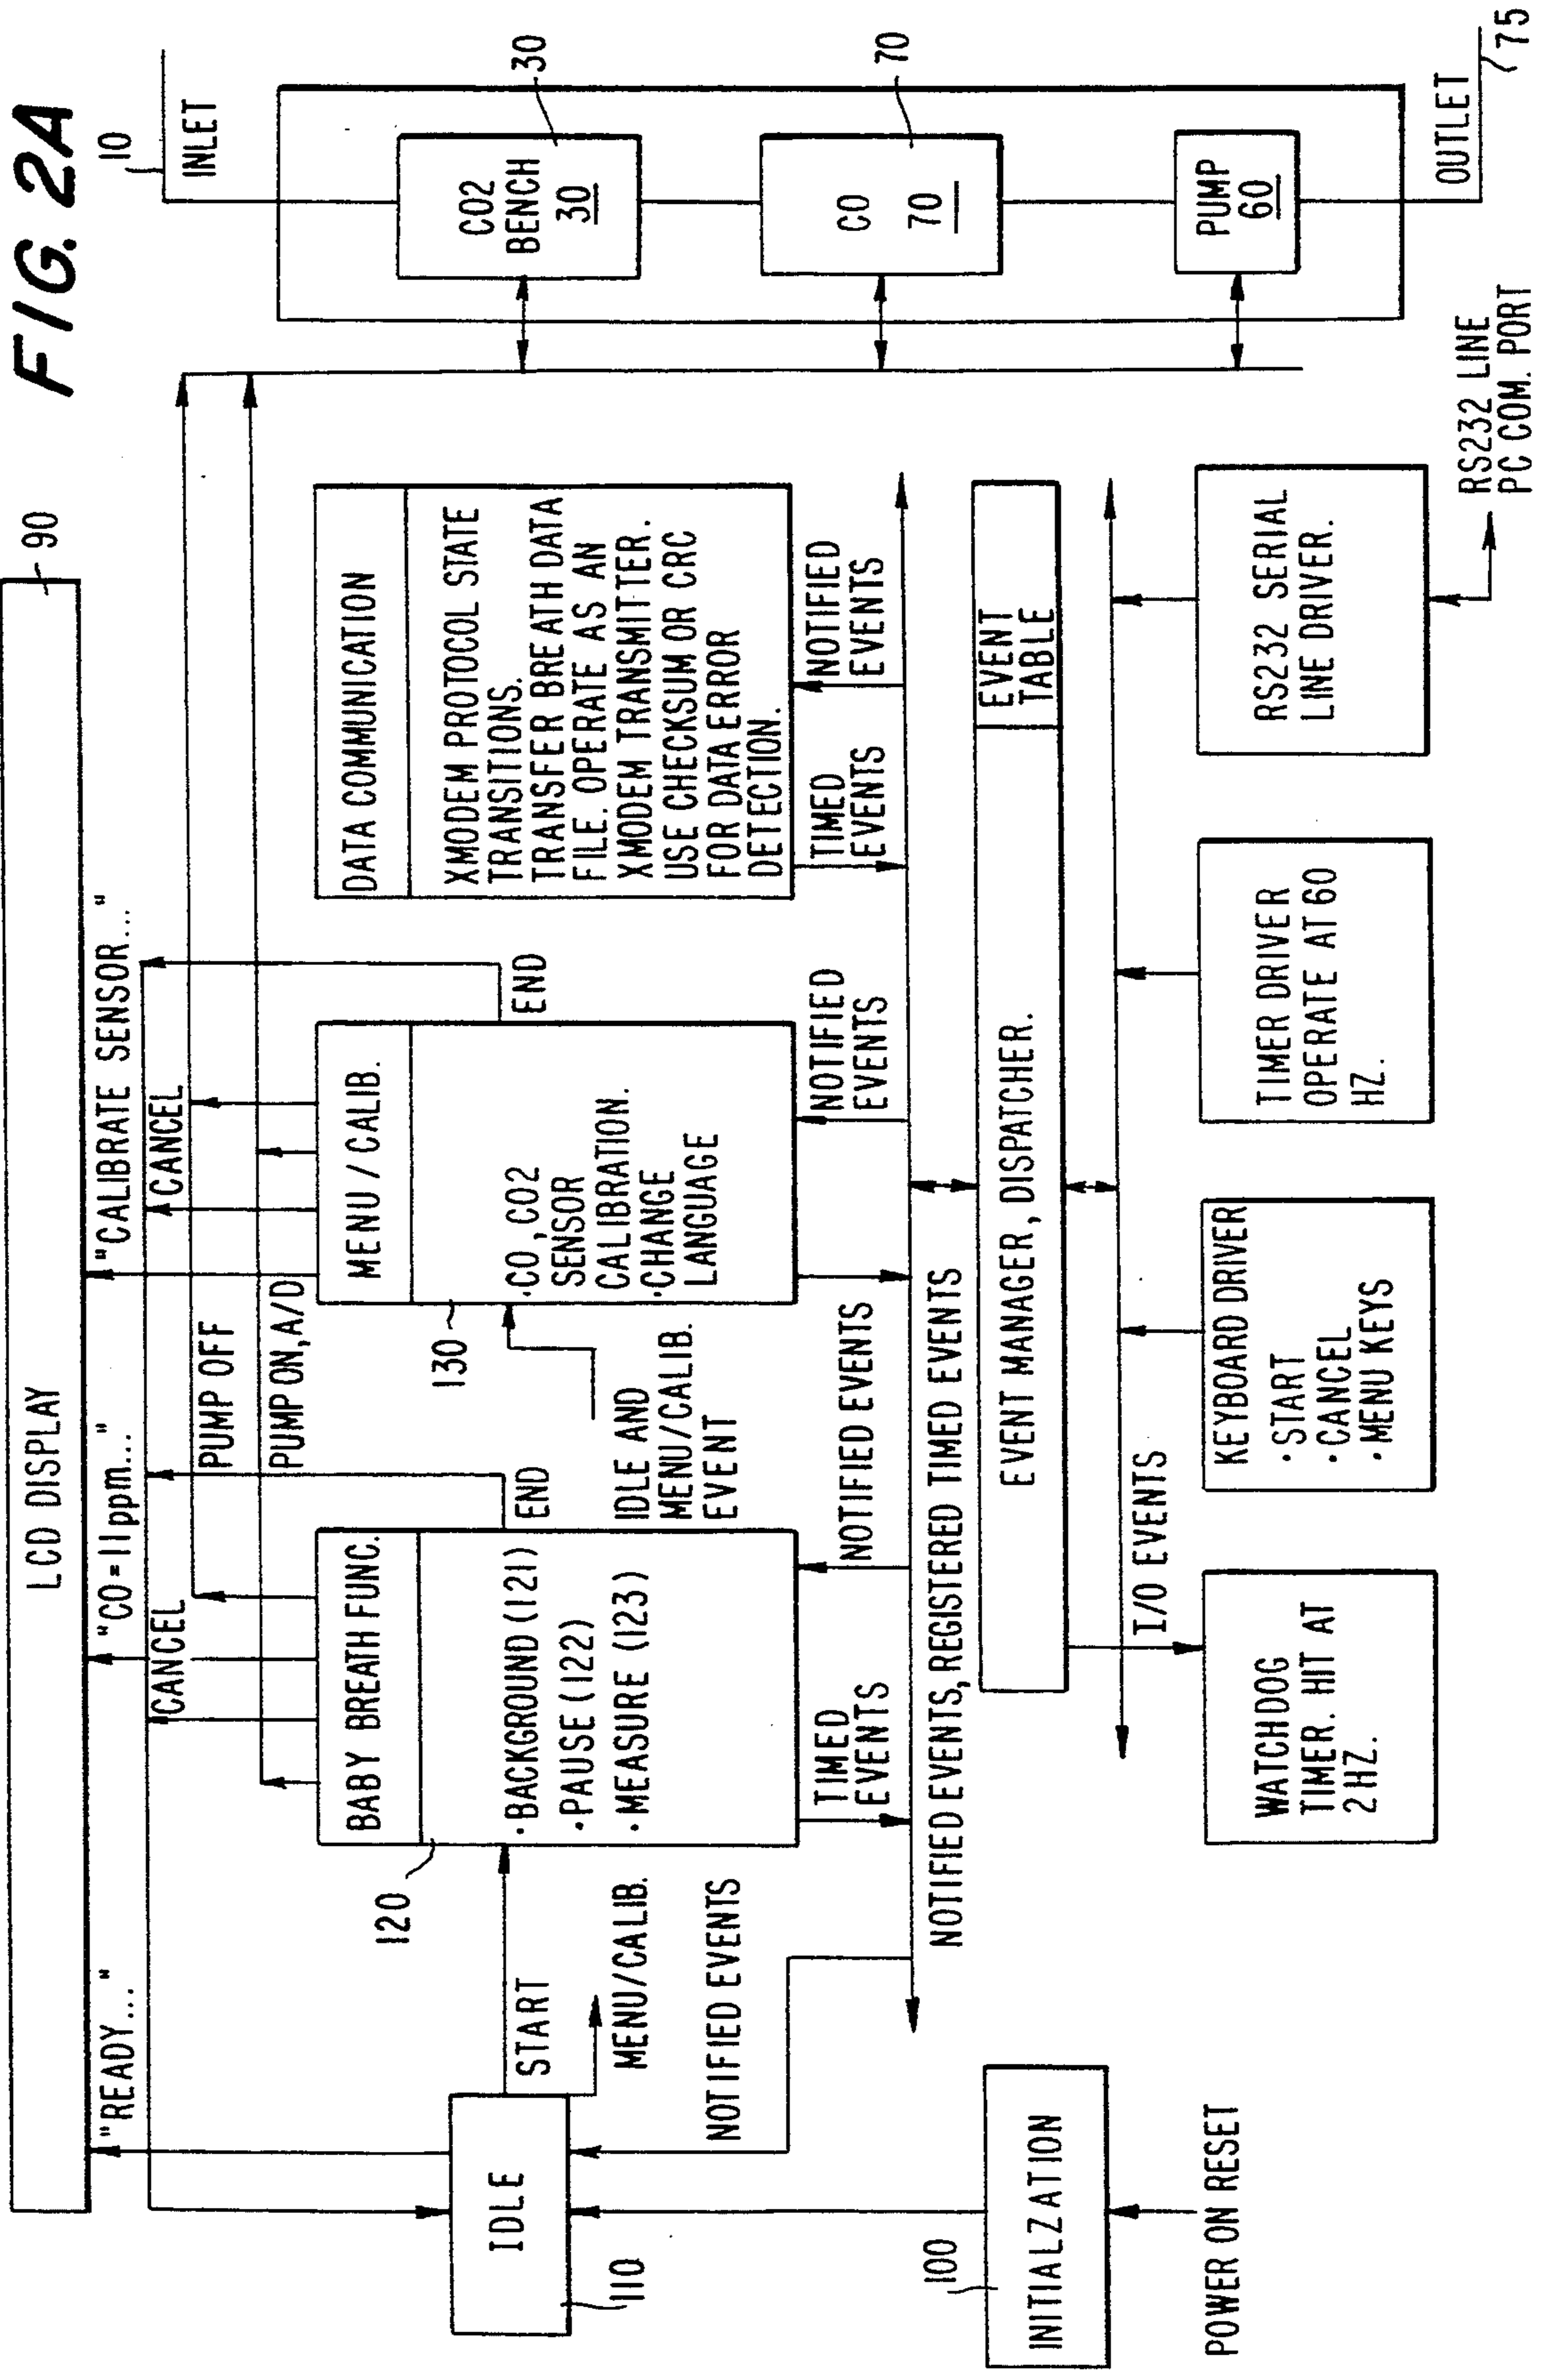 FIG. 2A
LCD DISPLAY
90
"READY..."
"CO=11ppm..."
"CALIBRATE SENSOR..."
CANCEL
CANCEL
PUMP OFF
PUMP ON, A/D
10
INLET
CO2
BENCH
30
30
CO
70
70
PUMP
60
OUTLET
75
IDLE
110
START
MENU/CALIB.
NOTIFIED EVENTS
120
BABY BREATH FUNC.
·BACKGROUND (121)
·PAUSE (122)
·MEASURE (123)
END
TIMED
EVENTS
NOTIFIED EVENTS
IDLE AND
MENU/CALIB.
EVENT
130
MENU / CALIB.
·CO, CO2
SENSOR
CALIBRATION.
·CHANGE
LANGUAGE
END
NOTIFIED
EVENTS
DATA COMMUNICATION
XMODEM PROTOCOL STATE
TRANSITIONS.
TRANSFER BREATH DATA
FILE. OPERATE AS AN
XMODEM TRANSMITTER.
USE CHECKSUM OR CRC
FOR DATA ERROR
DETECTION.
TIMED
EVENTS
NOTIFIED
EVENTS
NOTIFIED EVENTS, REGISTERED TIMED EVENTS
EVENT MANAGER, DISPATCHER.
EVENT
TABLE
100
INITIALZATION
POWER ON RESET
I/O EVENTS
WATCHDOG
TIMER. HIT AT
2 HZ.
KEYBOARD DRIVER
·START
·CANCEL
·MENU KEYS
TIMER DRIVER
OPERATE AT 60
HZ.
RS232 SERIAL
LINE DRIVER.
RS232 LINE
PC COM. PORT